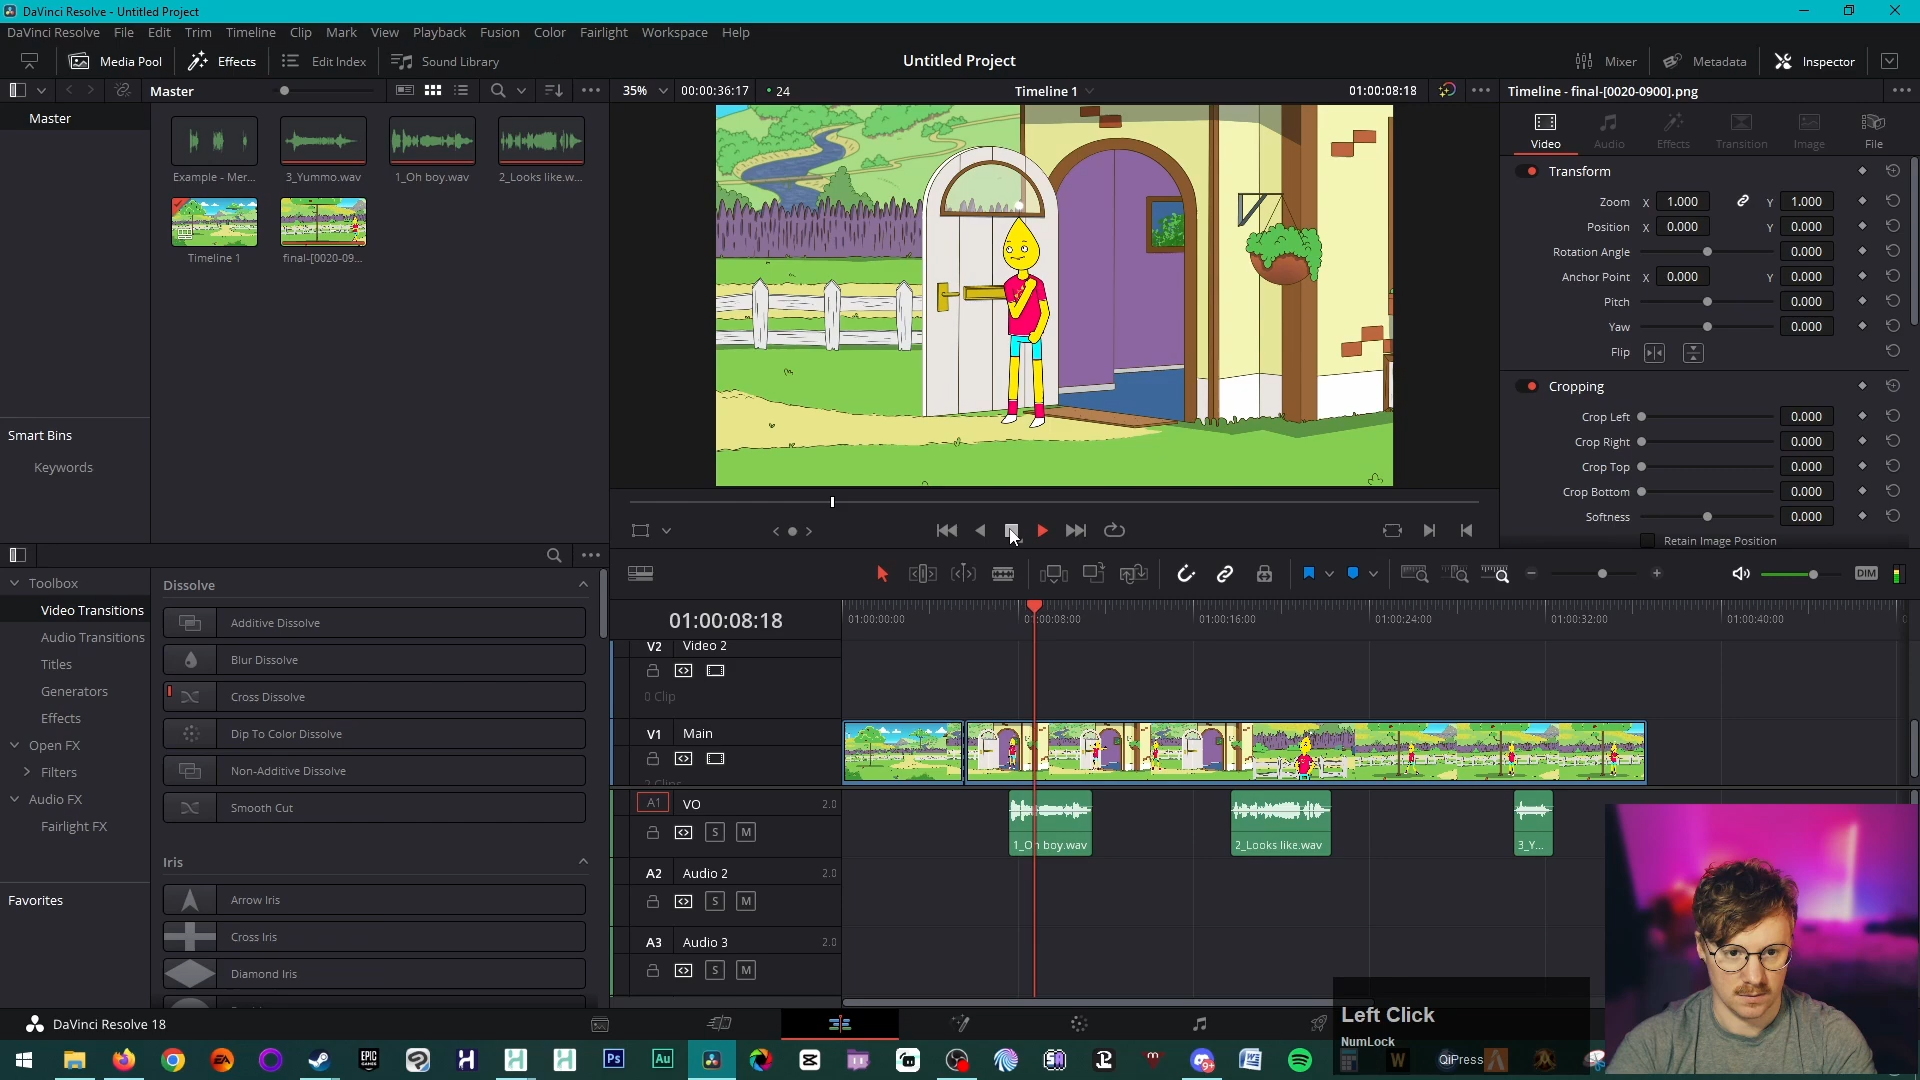 DaVinci Resolve - Untitled Project
DaVinci Resolve File Edit Trim Timeline Clip Mark View Playback Fusion Color Fairlight Workspace Help
Media Pool Effects Edit Index Sound Library Untitled Project Mixer Metadata Inspector
Master 35% 00:00:36:17 24 Timeline 1 01:00:08:18 Timeline - final-[0020-0900].png
Master
Example - Mer... 3_Yummo.wav 1_Oh boy.wav 2_Looks like.w...
Timeline 1 final-[0020-09...
Smart Bins
Keywords
Video Audio Effects Transition Image File
Transform
Zoom X 1.000 Y 1.000
Position X 0.000 Y 0.000
Rotation Angle 0.000
Anchor Point X 0.000 Y 0.000
Pitch 0.000
Yaw 0.000
Flip
Cropping
Crop Left 0.000
Crop Right 0.000
Crop Top 0.000
Crop Bottom 0.000
Softness 0.000
Retain Image Position
Toolbox
Video Transitions
Audio Transitions
Titles
Generators
Effects
Open FX
Filters
Audio FX
Fairlight FX
Favorites
Dissolve
Additive Dissolve
Blur Dissolve
Cross Dissolve
Dip To Color Dissolve
Non-Additive Dissolve
Smooth Cut
Iris
Arrow Iris
Cross Iris
Diamond Iris
DIM
01:00:08:18
01:00:00:00 01:00:08:00 01:00:16:00 01:00:24:00 01:00:32:00 01:00:40:00
V2 Video 2
0 Clip
V1 Main
A1 VO 2.0
S M
1_Oh boy.wav 2_Looks like.wav 3_Y...
A2 Audio 2 2.0
S M
A3 Audio 3 2.0
S M
Left Click
NumLock
DaVinci Resolve 18
EA EPIC GAMES Ps Au 9+ W QiPress